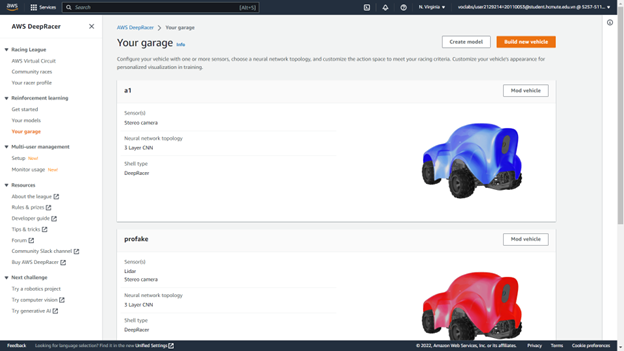 aws
Services
Search
[Alt+S]
N. Virginia
voclabs/user2129214=20110053@student.hcmute.edu.vn @ 5257-511...
AWS DeepRacer
Racing League
AWS Virtual Circuit
Community races
Your racer profile
Reinforcement learning
Get started
Your models
Your garage
Multi-user management
Setup New!
Monitor usage New!
Resources
About the league
Rules & prizes
Developer guide
Tips & tricks
Forum
Community Slack channel
Buy AWS DeepRacer
Next challenge
Try a robotics project
Try computer vision
Try generative AI
AWS DeepRacer > Your garage
Your garage Info
Create model
Build new vehicle
Configure your vehicle with one or more sensors, choose a neural network topology, and customize the action space to meet your racing criteria. Customize your vehicle's appearance for
personalized visualization in training.
a1
Mod vehicle
Sensor(s)
Stereo camera
Neural network topology
3 Layer CNN
Shell type
DeepRacer
profake
Mod vehicle
Sensor(s)
Lidar
Stereo camera
Neural network topology
3 Layer CNN
Shell type
DeepRacer
Feedback
Looking for language selection? Find it in the new Unified Settings
© 2022, Amazon Web Services, Inc. or its affiliates.
Privacy
Terms
Cookie preferences